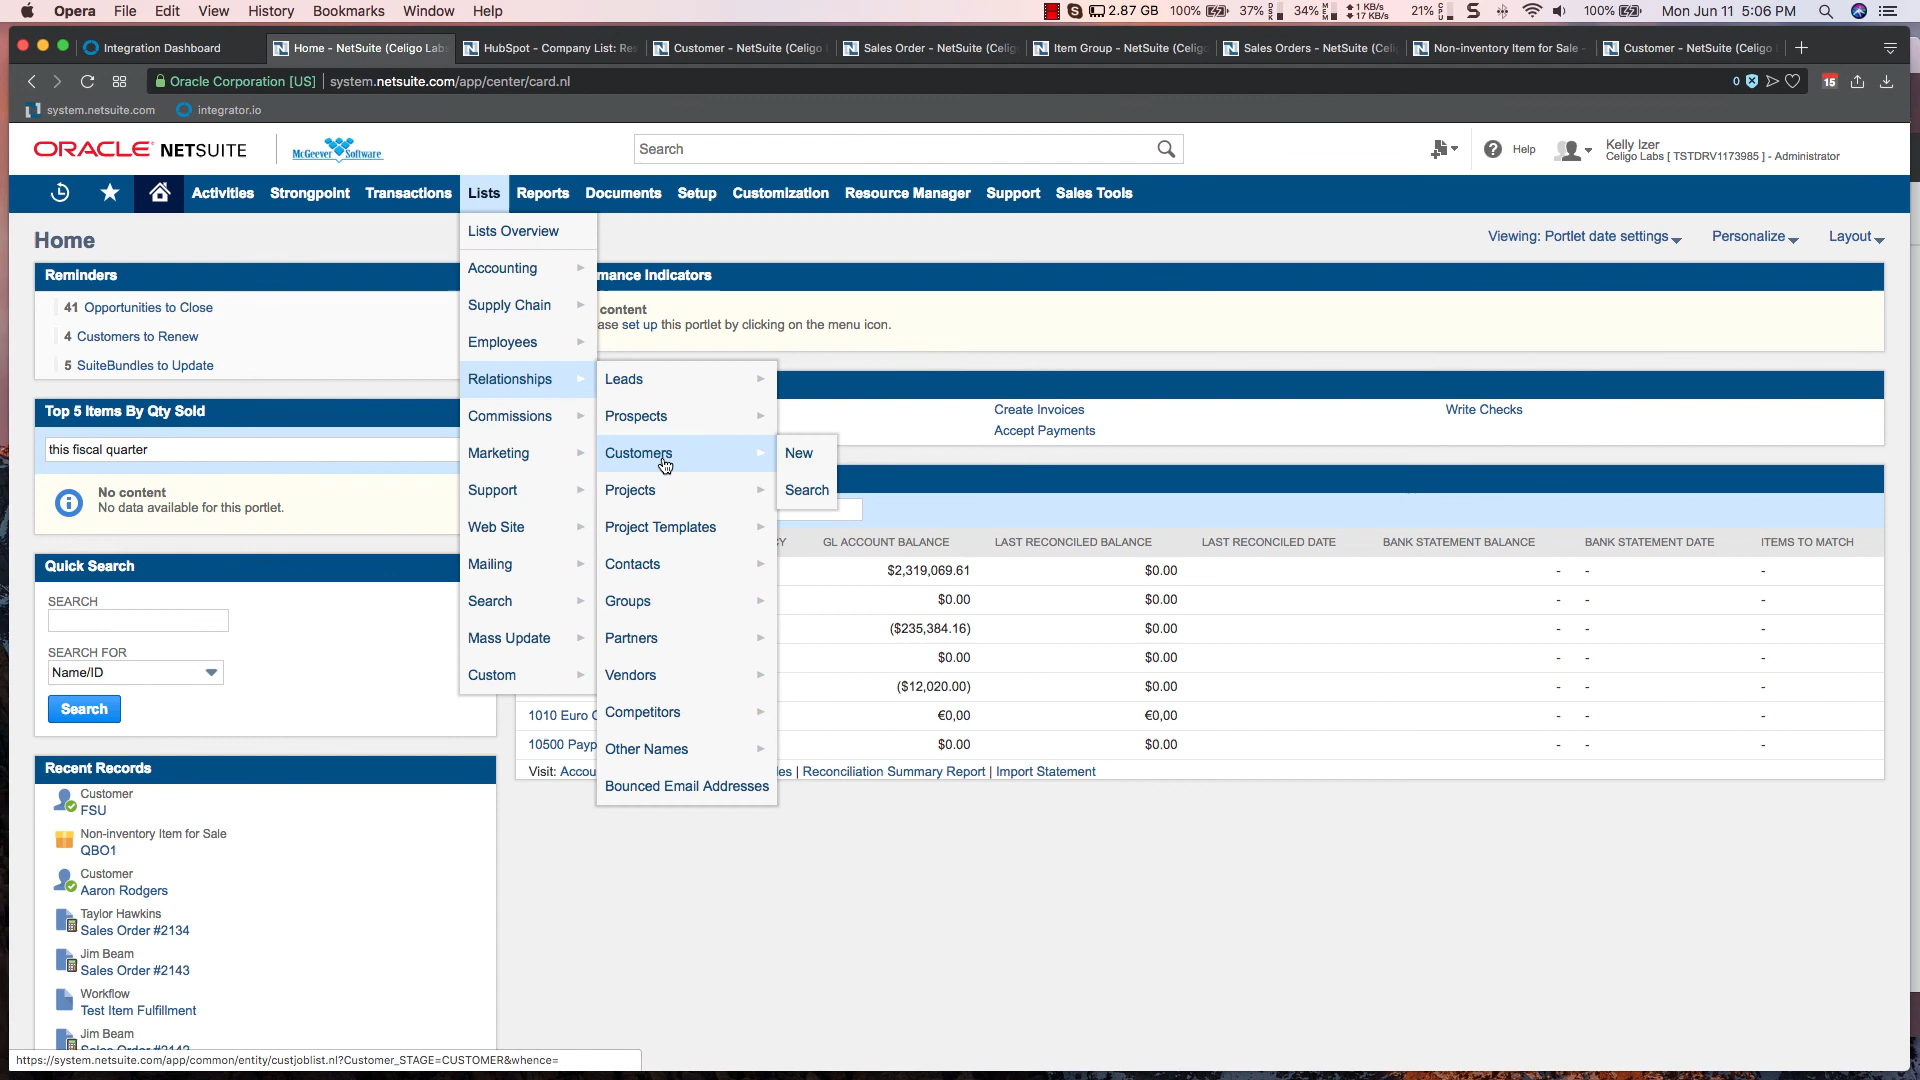 Opera File Edit View History Bookmarks Window Help 2.87 GB 100% 37% 34% 1 KB/s 17 KB/s 21% 100% Mon Jun 11 5:06 PM
Integration Dashboard Home - NetSuite (Celigo Labs HubSpot - Company List: Re Customer - NetSuite (Celigo Sales Order - NetSuite (Celig Item Group - NetSuite (Celig Sales Orders - NetSuite (Celi Non-inventory Item for Sale - Customer - NetSuite (Celigo
Oracle Corporation [US] system.netsuite.com/app/center/card.nl 0 15
system.netsuite.com integrator.io
ORACLE NETSUITE McGeever Software Search Help Kelly Izer
Celigo Labs [ TSTDRV1173985 ] - Administrator
Activities Strongpoint Transactions Lists Reports Documents Setup Customization Resource Manager Support Sales Tools
Home
Viewing: Portlet date settings Personalize Layout
Reminders
41 Opportunities to Close
4 Customers to Renew
5 SuiteBundles to Update
Top 5 Items By Qty Sold
this fiscal quarter
No content
No data available for this portlet.
Quick Search
SEARCH
SEARCH FOR
Name/ID
Search
Recent Records
Customer
FSU
Non-inventory Item for Sale
QBO1
Customer
Aaron Rodgers
Taylor Hawkins
Sales Order #2134
Jim Beam
Sales Order #2143
Workflow
Test Item Fulfillment
Jim Beam
Lists Overview
Accounting
Supply Chain
Employees
Relationships
Commissions
Marketing
Support
Web Site
Mailing
Search
Mass Update
Custom
Leads
Prospects
Customers
Projects
Project Templates
Contacts
Groups
Partners
Vendors
Competitors
Other Names
Bounced Email Addresses
New
Search
mance Indicators
content
ase set up this portlet by clicking on the menu icon.
Create Invoices Write Checks
Accept Payments
Y GL ACCOUNT BALANCE LAST RECONCILED BALANCE LAST RECONCILED DATE BANK STATEMENT BALANCE BANK STATEMENT DATE ITEMS TO MATCH
$2,319,069.61 $0.00 - - -
$0.00 $0.00 - - -
($235,384.16) $0.00 - - -
$0.00 $0.00 - - -
($12,020.00) $0.00 - - -
1010 Euro €0,00 €0,00 - - -
10500 Payp $0.00 $0.00 - - -
Visit: Accou les | Reconciliation Summary Report | Import Statement
https://system.netsuite.com/app/common/entity/custjoblist.nl?Customer_STAGE=CUSTOMER&whence=